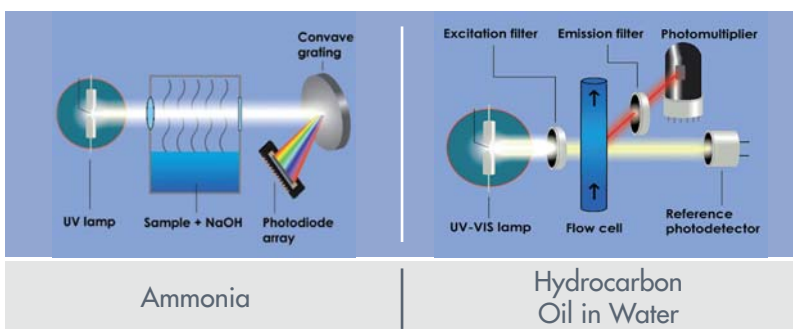 Convave
grating
UV lamp
Sample + NaOH
Photodiode
array
Excitation filter
Emission filter
Photomultiplier
UV-VIS lamp
Flow cell
Reference
photodetector
Ammonia
Hydrocarbon
Oil in Water